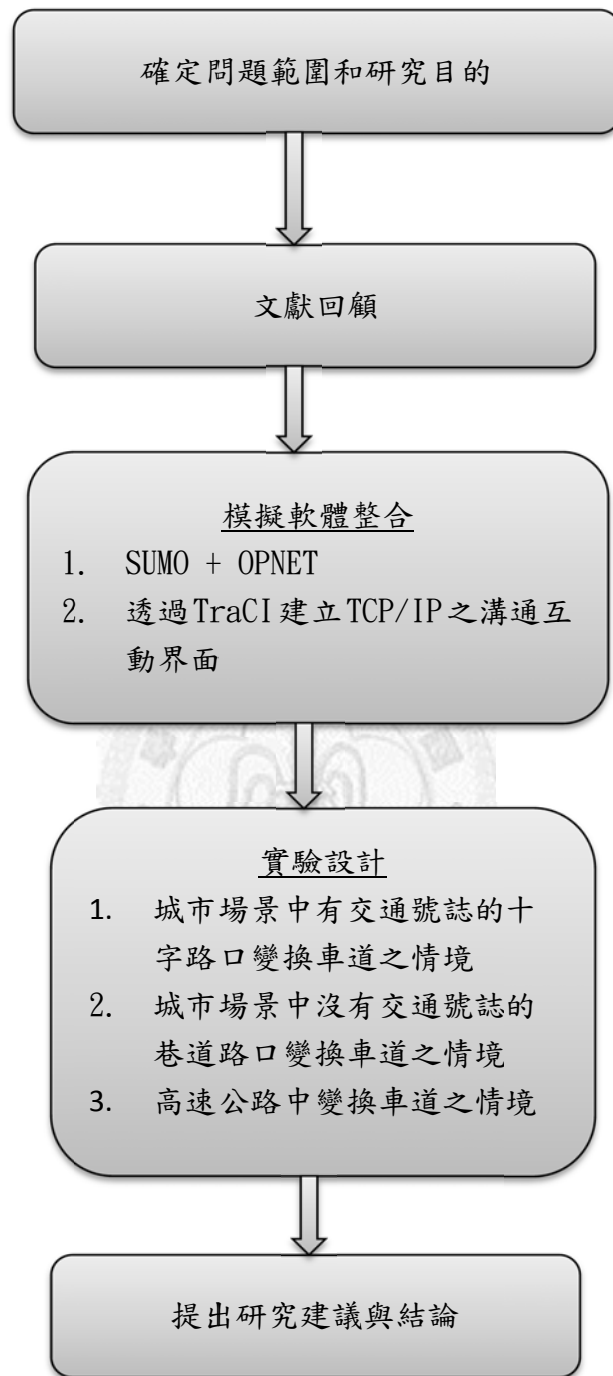 確定問題範圍和研究目的
文獻回顧
模擬軟體整合
1. SUMO + OPNET
2. 透過TraCI建立TCP/IP之溝通互
動界面
實驗設計
1. 城市場景中有交通號誌的十
字路口變換車道之情境
2. 城市場景中沒有交通號誌的
巷道路口變換車道之情境
3. 高速公路中變換車道之情境
提出研究建議與結論